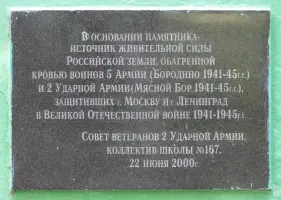 В основании памятника-
источник живительной силы
Российской земли, обагренной
кровью воинов 5 Армии (Бородино 1941-45г.г.)
и 2 Ударной Армии (Мясной Бор 1941-45 г.г.),
защитивших г. Москву и г. Ленинград
в Великой Отечественной войне 1941-1945г.г.
Совет ветеранов 2 Ударной Армии,
коллектив школы №167.
22 июня 2000г.